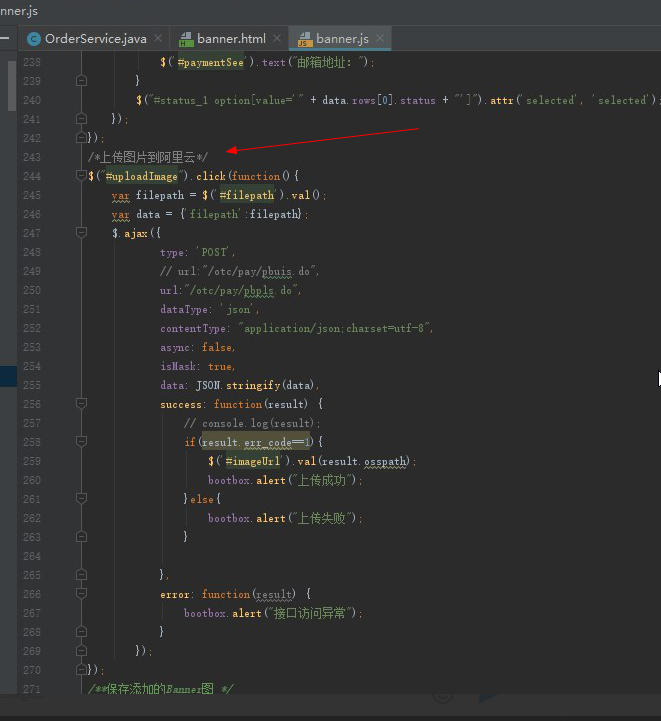 nner.js
OrderService.java
banner.html
banner.js
238 $('#paymentSee').text("邮箱地址：");
239 }
240 $("#status_1 option[value='" + data.rows[0].status + "']").attr('selected', 'selected');
241 });
242 });
243 /*上传图片到阿里云*/
244 $("#uploadImage").click(function(){
245 var filepath = $('#filepath').val();
246 var data = {'filepath':filepath};
247 $.ajax({
248 type: 'POST',
249 // url:"/otc/pay/pbuis.do",
250 url:"/otc/pay/pbpls.do",
251 dataType: 'json',
252 contentType: "application/json;charset=utf-8",
253 async: false,
254 isMask: true,
255 data: JSON.stringify(data),
256 success: function(result) {
257 // console.log(result);
258 if(result.err_code==1){
259 $('#imageUrl').val(result.osspath);
260 bootbox.alert("上传成功");
261 }else{
262 bootbox.alert("上传失败");
263 }
264
265 },
266 error: function(result) {
267 bootbox.alert("接口访问异常");
268 }
269 });
270 });
271 /**保存添加的Banner图 */